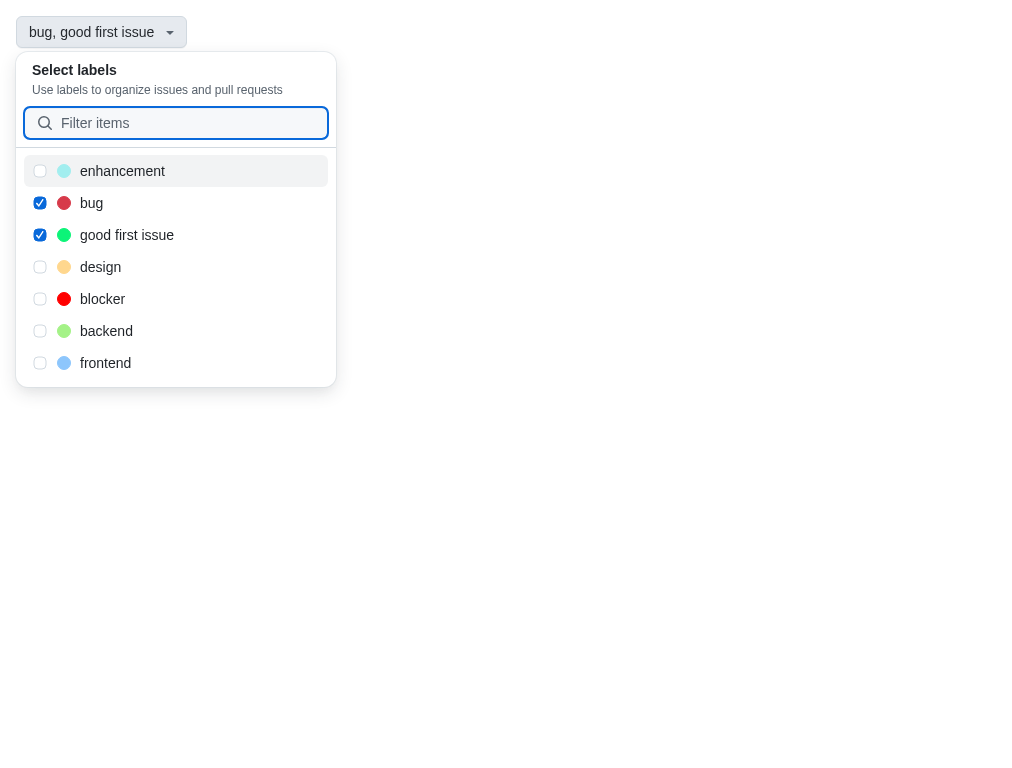 bug, good first issue
Select labels
Use labels to organize issues and pull requests
Filter items
enhancement
bug
good first issue
design
blocker
backend
frontend